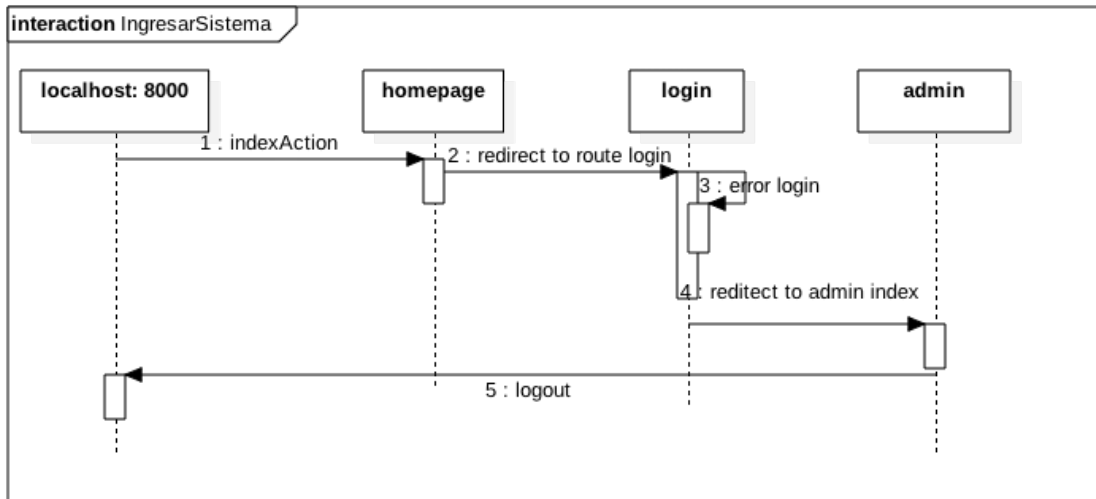 interaction IngresarSistema
localhost: 8000
homepage
login
admin
1 : indexAction
2 : redirect to route login
3 : error login
4 : reditect to admin index
5 : logout